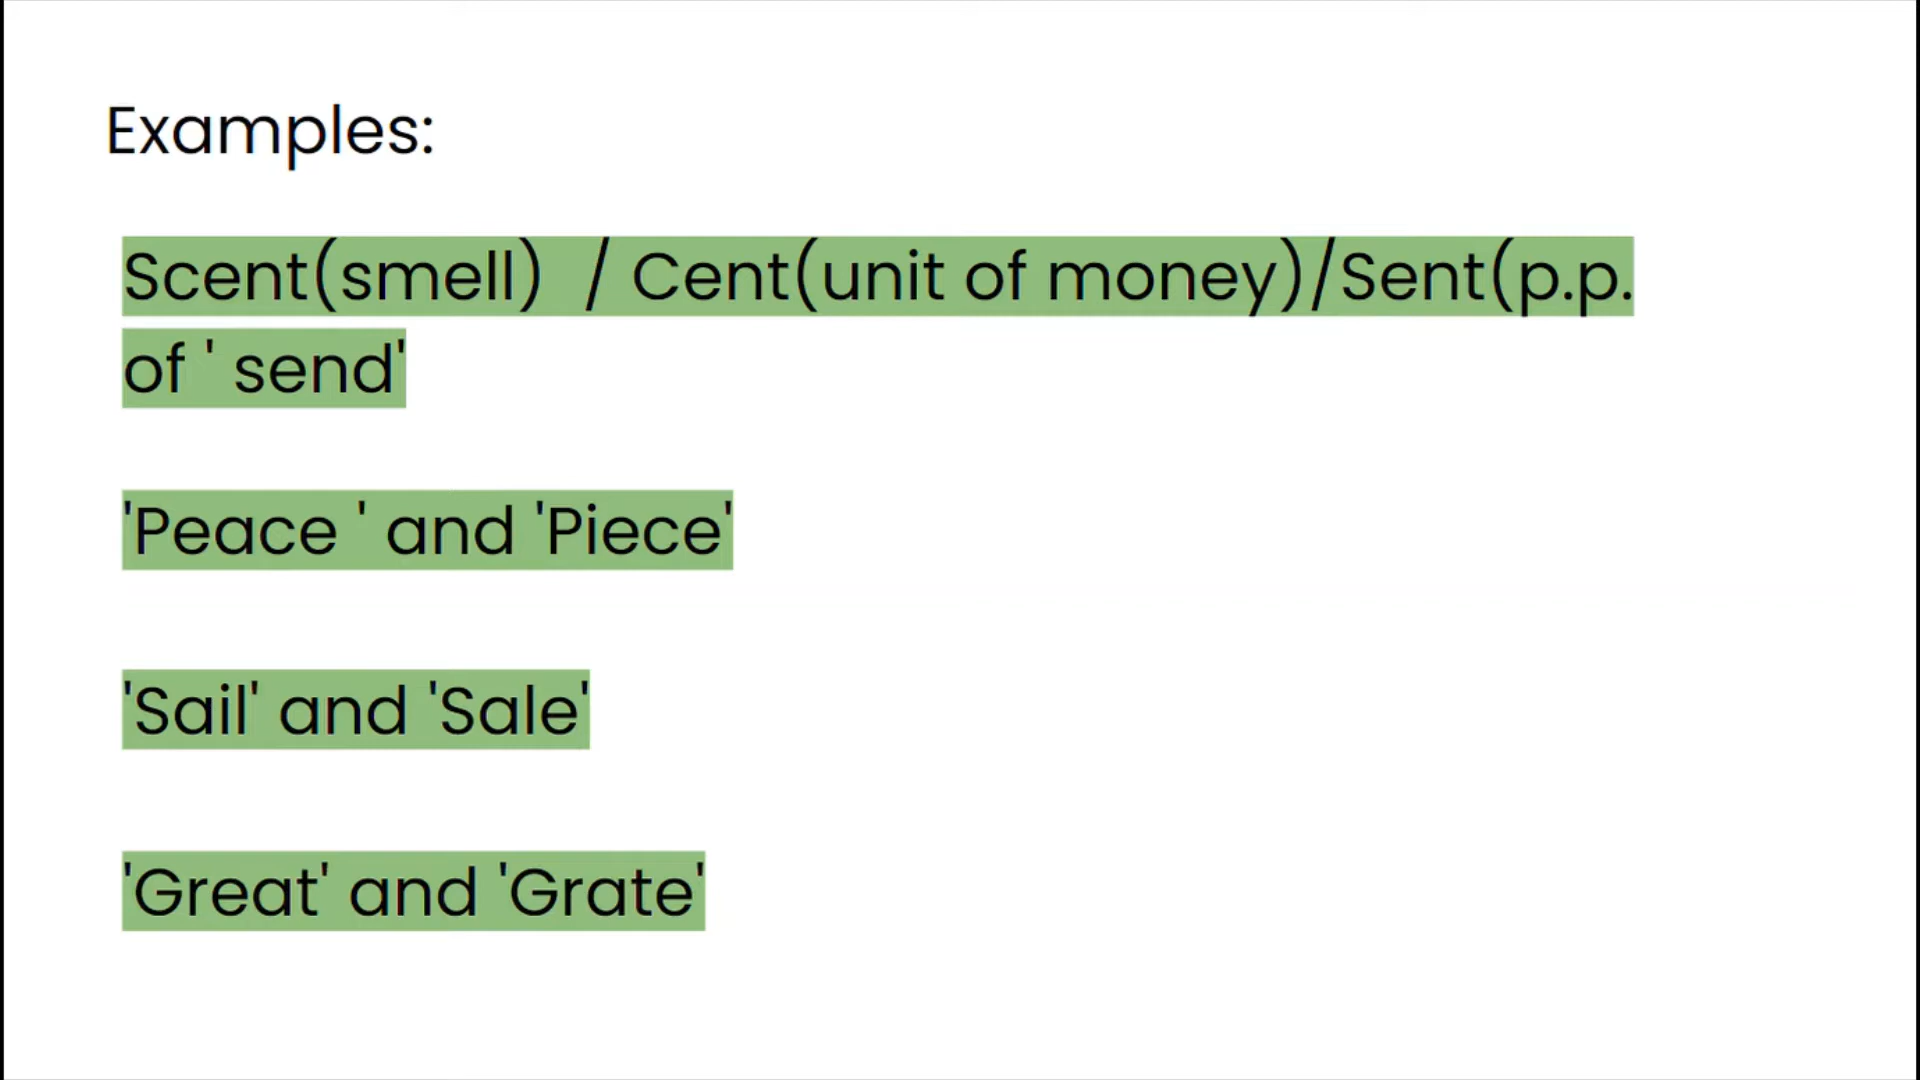 Examples:
Scent(smell)  / Cent(unit of money)/Sent(p.p.
of ' send'
'Peace ' and 'Piece'
'Sail' and 'Sale'
'Great' and 'Grate'